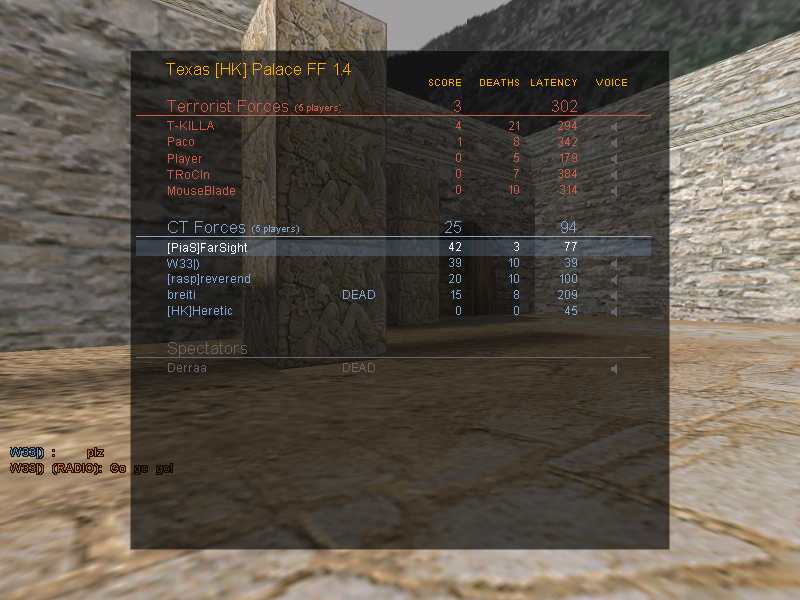 Texas [HK] Palace FF 1.4
SCORE DEATHS LATENCY VOICE
Terrorist Forces (6 players) 3 302
T-KILLA 4 21 294
Paco 1 8 342
Player 0 5 179
TRoCIn 0 7 384
MouseBlade 0 10 314
CT Forces (6 players) 25 94
[PiaS]FarSight 42 3 77
W33|) 39 10 39
[rasp]reverend 20 10 100
breiti DEAD 15 8 209
[HK]Heretic 0 0 45
Spectators
Derraa DEAD
W33|) : plz
W33|) (RADIO): Go go go!